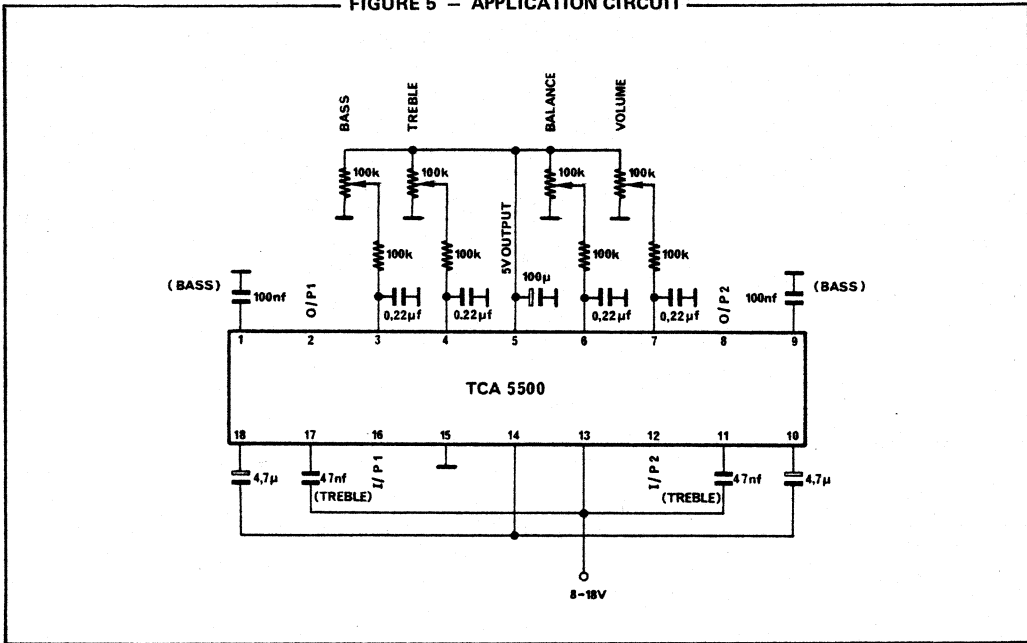 FIGURE 5 — APPLICATION CIRCUIT
BASS
TREBLE
BALANCE
VOLUME
100k
100k
100k
100k
5V OUTPUT
100k
100k
100µ
100k
100k
(BASS)
100nf
O/P1
0,22µf
0,22µf
0,22µf
0,22µf
O/P2
100nf
(BASS)
1
2
3
4
5
6
7
8
9
TCA 5500
18
17
16
15
14
13
12
11
10
4,7µ
47nf
(TREBLE)
I/P1
I/P2
47nf
(TREBLE)
4,7µ
8-18V